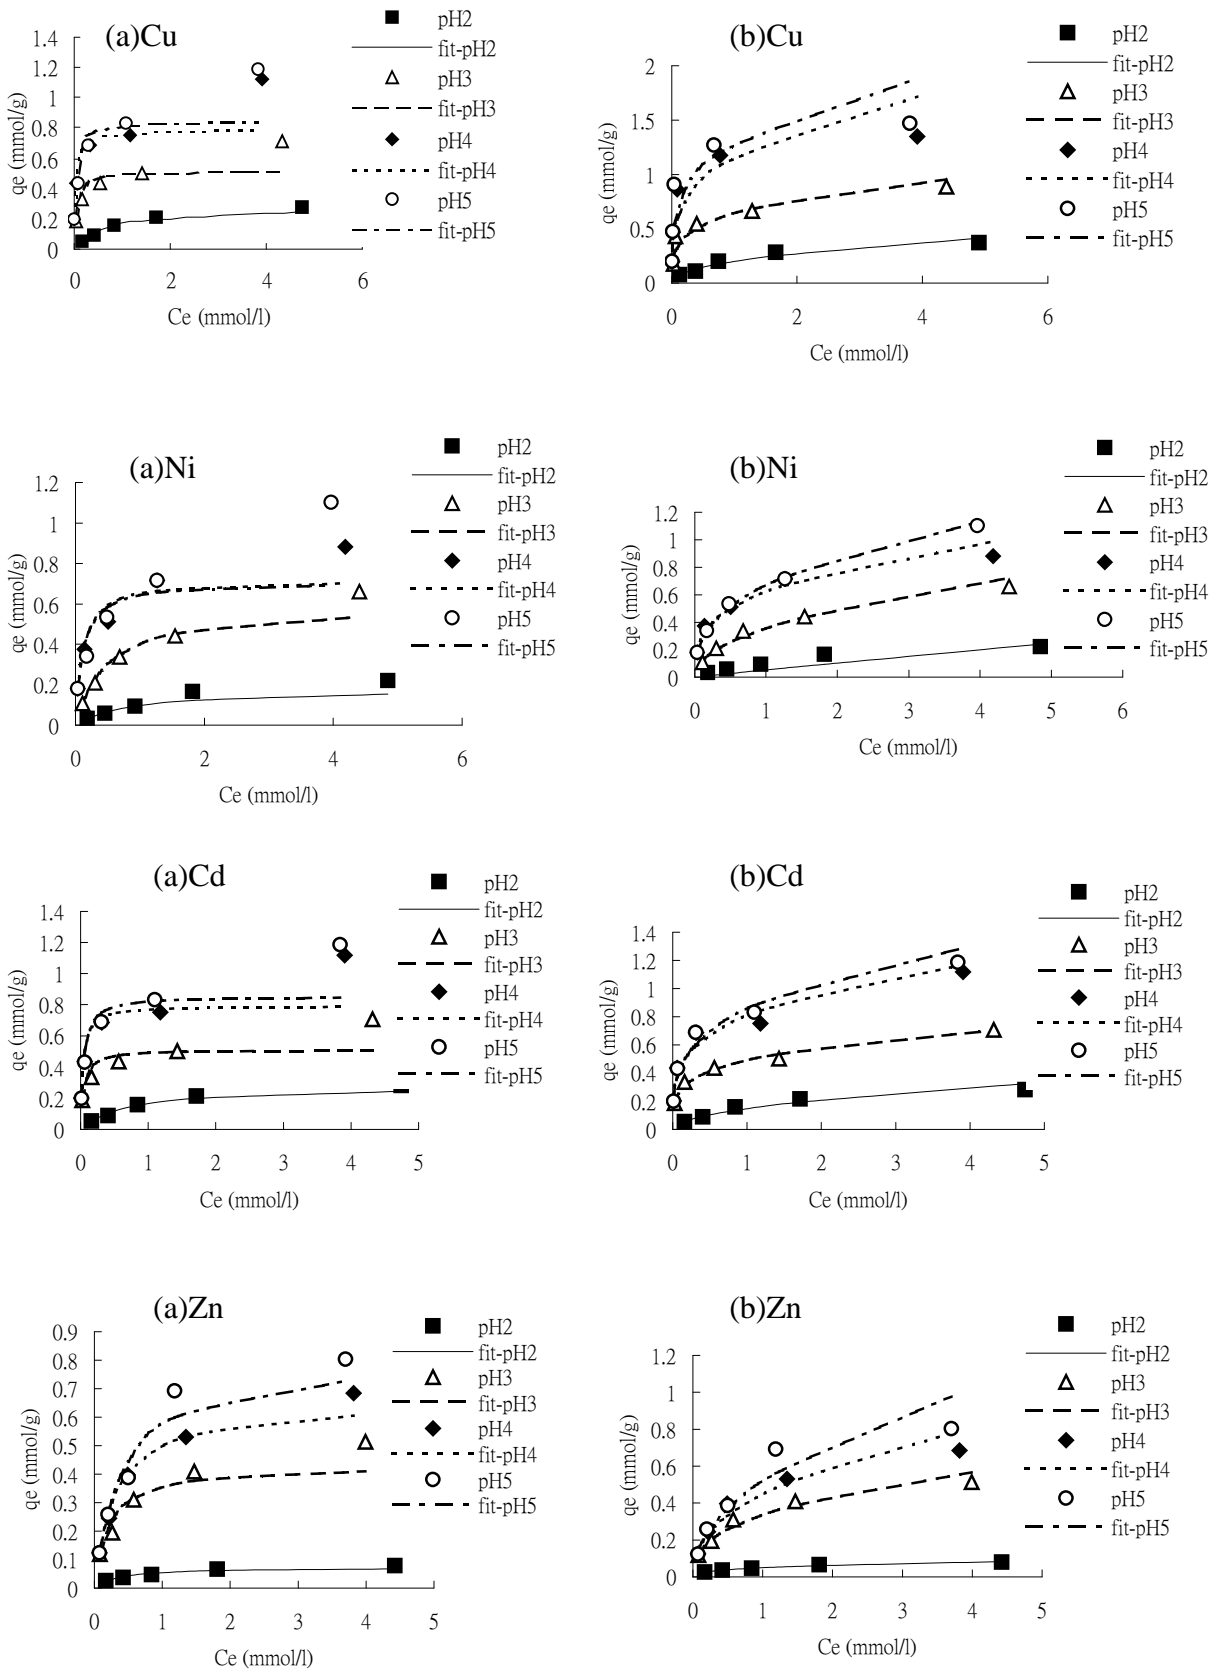 (a)Cu
pH2
fit-pH2
pH3
fit-pH3
pH4
fit-pH4
pH5
fit-pH5
1.4
1.2
1
0.8
0.6
0.4
0.2
0
qe (mmol/g)
0 2 4 6
Ce (mmol/l)
(b)Cu
pH2
fit-pH2
pH3
fit-pH3
pH4
fit-pH4
pH5
fit-pH5
2
1.5
1
0.5
0
qe (mmol/g)
0 2 4 6
Ce (mmol/l)
(a)Ni
pH2
fit-pH2
pH3
fit-pH3
pH4
fit-pH4
pH5
fit-pH5
1.2
1
0.8
0.6
0.4
0.2
0
qe (mmol/g)
0 2 4 6
Ce (mmol/l)
(b)Ni
pH2
fit-pH2
pH3
fit-pH3
pH4
fit-pH4
pH5
fit-pH5
1.2
1
0.8
0.6
0.4
0.2
0
qe (mmol/g)
0 1 2 3 4 5 6
Ce (mmol/l)
(a)Cd
pH2
fit-pH2
pH3
fit-pH3
pH4
fit-pH4
pH5
fit-pH5
1.4
1.2
1
0.8
0.6
0.4
0.2
0
qe (mmol/g)
0 1 2 3 4 5
Ce (mmol/l)
(b)Cd
pH2
fit-pH2
pH3
fit-pH3
pH4
fit-pH4
pH5
fit-pH5
1.4
1.2
1
0.8
0.6
0.4
0.2
0
qe (mmol/g)
0 1 2 3 4 5
Ce (mmol/l)
(a)Zn
pH2
fit-pH2
pH3
fit-pH3
pH4
fit-pH4
pH5
fit-pH5
0.9
0.8
0.7
0.6
0.5
0.4
0.3
0.2
0.1
0
qe (mmol/g)
0 1 2 3 4 5
Ce (mmol/l)
(b)Zn
pH2
fit-pH2
pH3
fit-pH3
pH4
fit-pH4
pH5
fit-pH5
1.2
1
0.8
0.6
0.4
0.2
0
qe (mmol/g)
0 1 2 3 4 5
Ce (mmol/l)